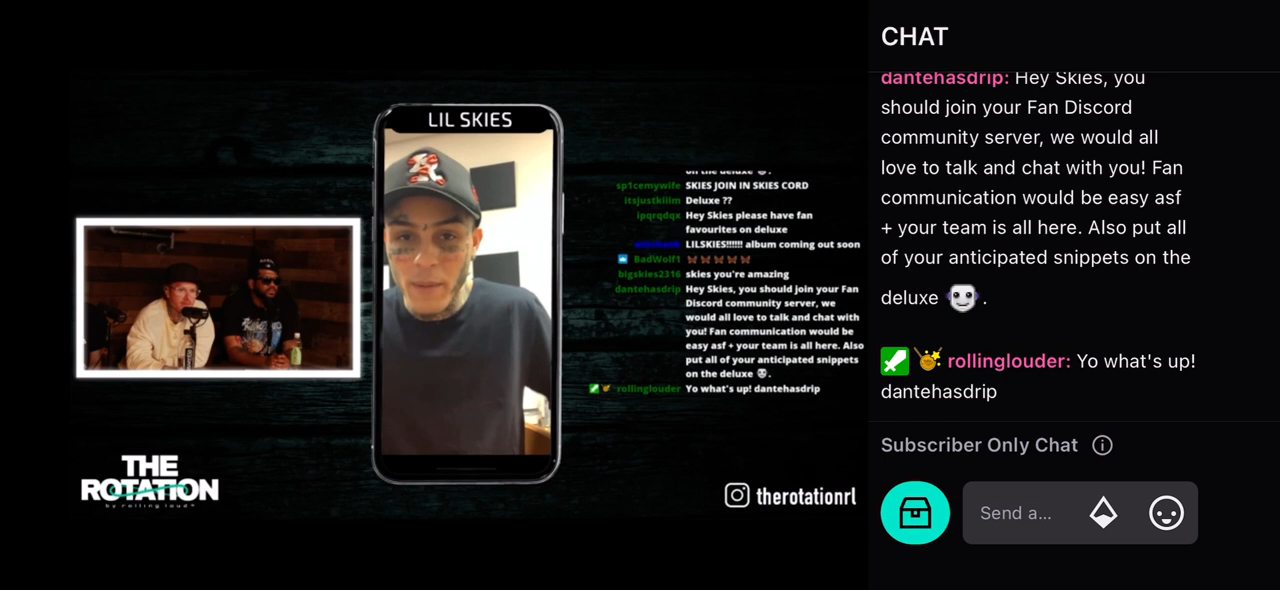 LIL SKIES
on the deluxe
sp1cemywife SKIES JOIN IN SKIES CORD
itsjustkiiim Deluxe ??
ipqrqdqx Hey Skies please have fan
favourites on deluxe
LILSKIES!!!!!! album coming out soon
BadWolf1
bigskies2316 skies you're amazing
dantehasdrip Hey Skies, you should join your Fan
Discord community server, we
would all love to talk and chat with
you! Fan communication would be
easy asf + your team is all here. Also
put all of your anticipated snippets
on the deluxe .
rollinglouder Yo what's up! dantehasdrip
THE
ROTATION
by rolling loud
therotationrl
CHAT
dantehasdrip: Hey Skies, you
should join your Fan Discord
community server, we would all
love to talk and chat with you! Fan
communication would be easy asf
+ your team is all here. Also put all
of your anticipated snippets on the
deluxe .
rollinglouder: Yo what's up!
dantehasdrip
Subscriber Only Chat
Send a...